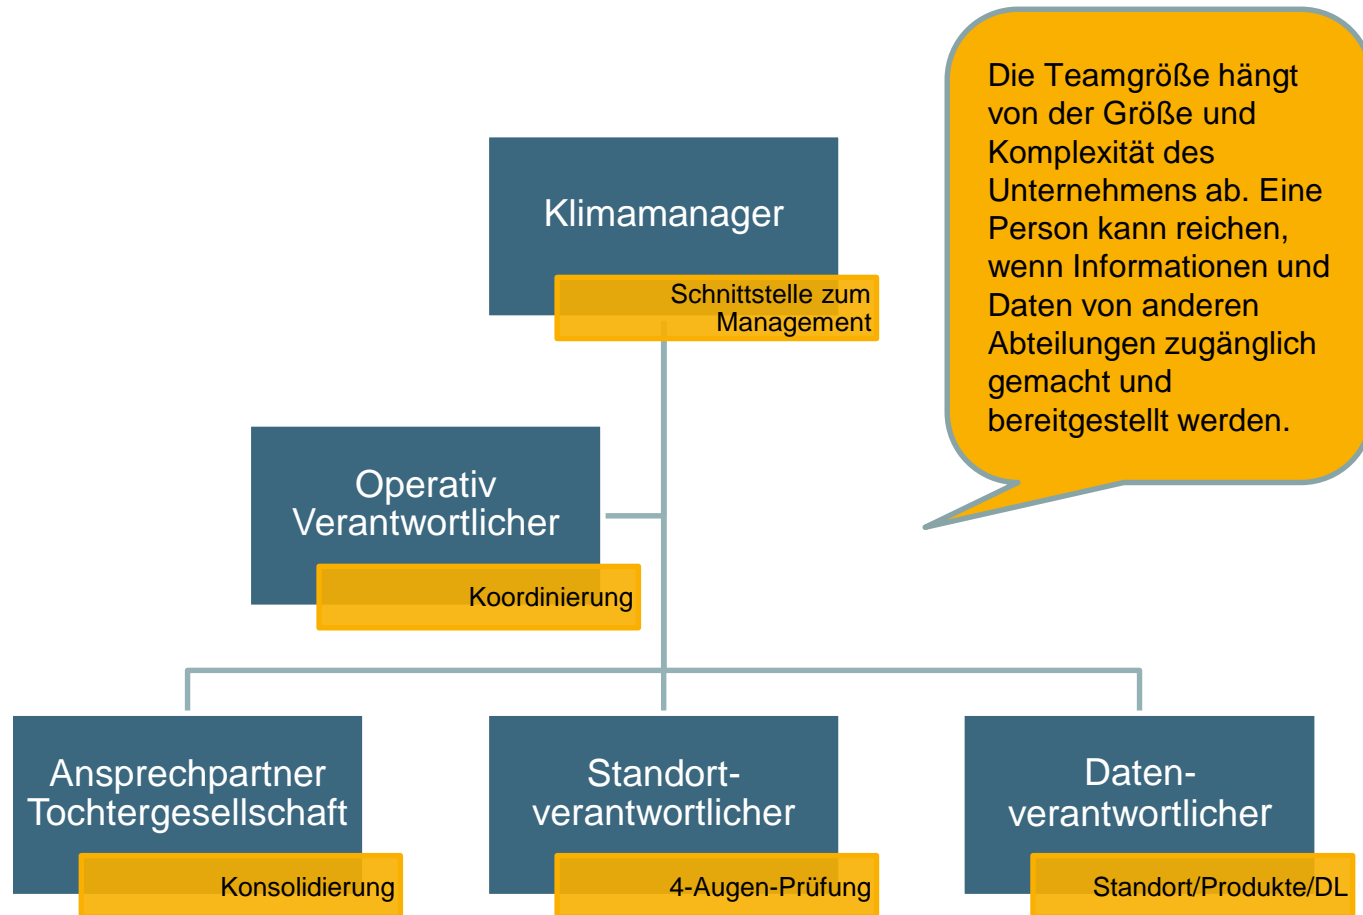 Die Teamgröße hängt
von der Größe und
Komplexität des
Unternehmens ab. Eine
Person kann reichen,
wenn Informationen und
Daten von anderen
Abteilungen zugänglich
gemacht und
bereitgestellt werden.
Klimamanager
Schnittstelle zum
Management
Operativ
Verantwortlicher
Koordinierung
Ansprechpartner
Tochtergesellschaft
Konsolidierung
Standort-
verantwortlicher
4-Augen-Prüfung
Daten-
verantwortlicher
Standort/Produkte/DL